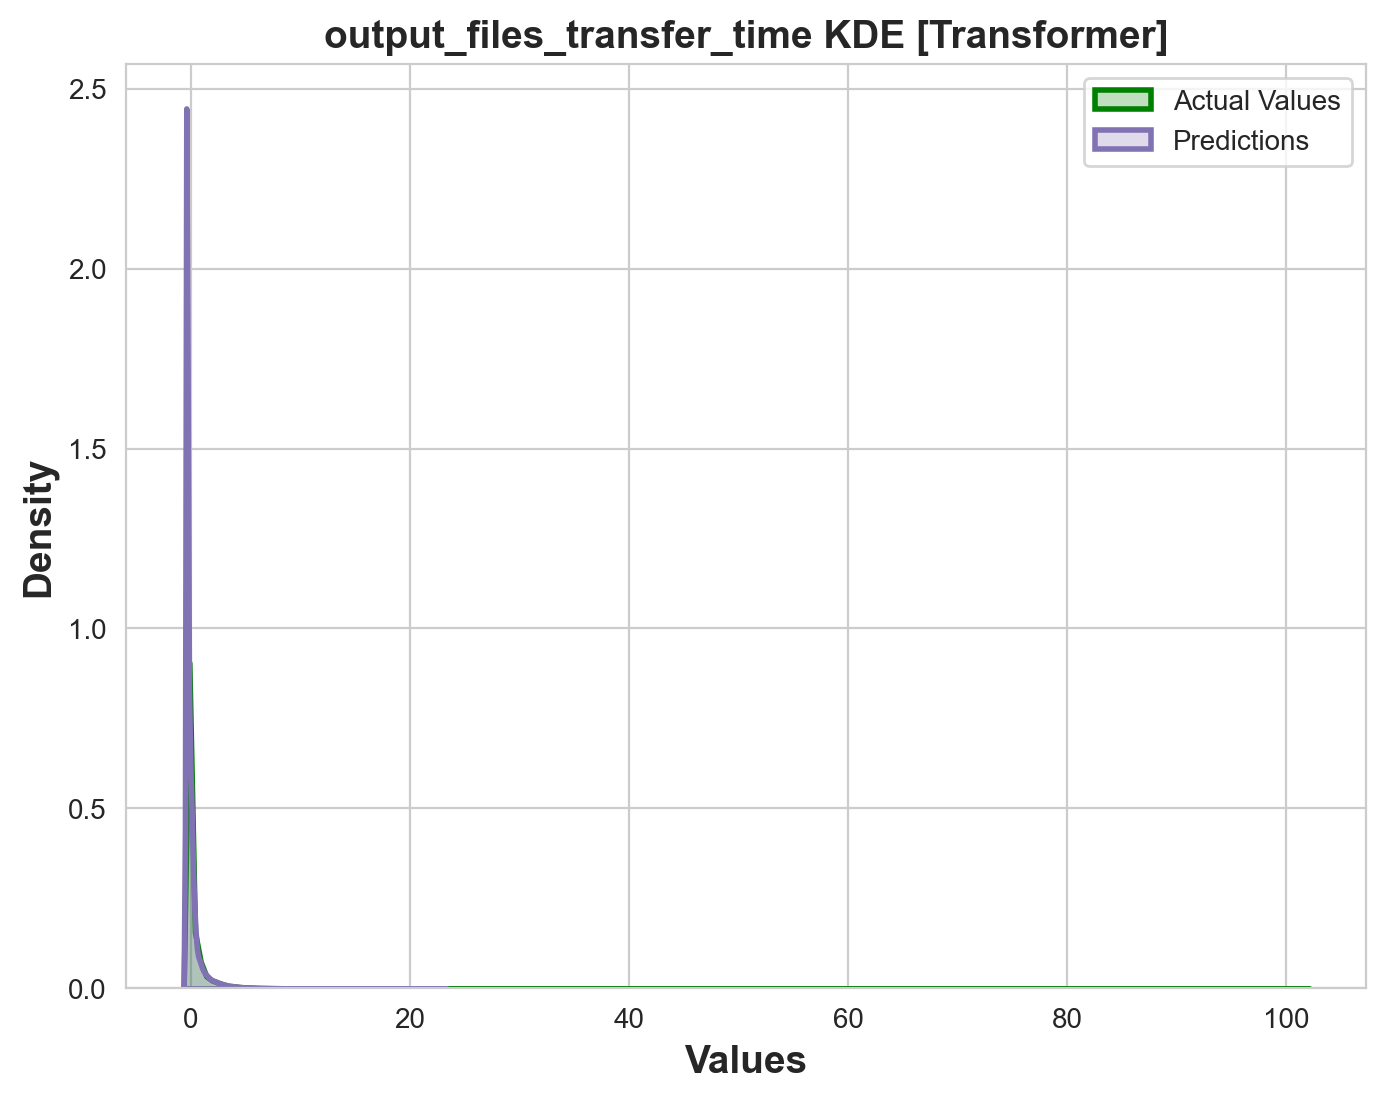 output_files_transfer_time KDE [Transformer]
Actual Values
Predictions
Density
2.5
2.0
1.5
1.0
0.5
0.0
0 20 40 60 80 100
Values